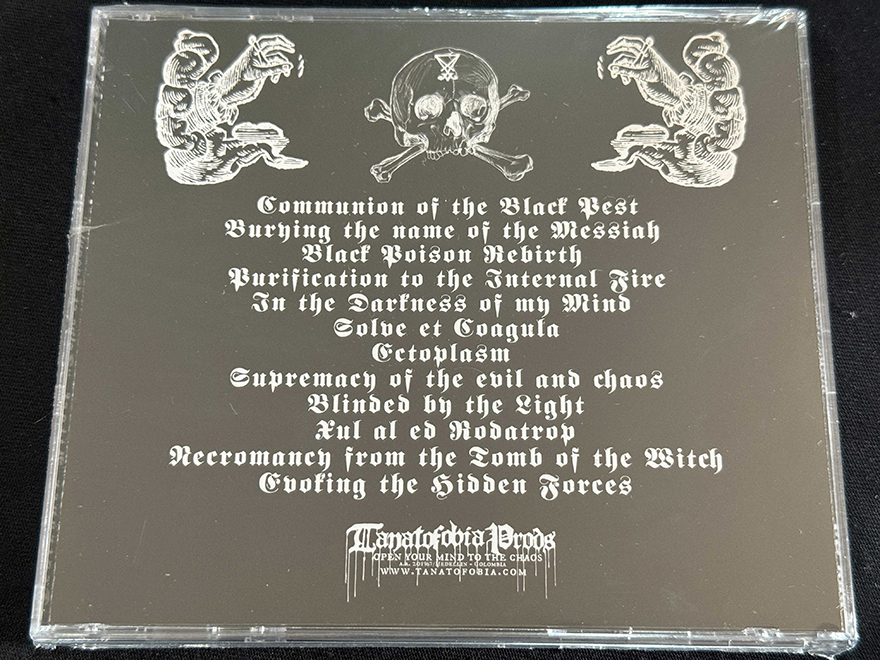 Communion of the Black Pest
Burying the name of the Messiah
Black Poison Rebirth
Purification to the Internal Fire
In the Darkness of my Mind
Solve et Coagula
Ectoplasm
Supremacy of the evil and chaos
Blinded by the Light
Xul al ed Rodatrop
Necromancy from the Tomb of the Witch
Evoking the Hidden Forces
Tanatofobia Prods
OPEN YOUR MIND TO THE CHAOS
MEDELLIN - COLOMBIA
WWW.TANATOFOBIA.COM